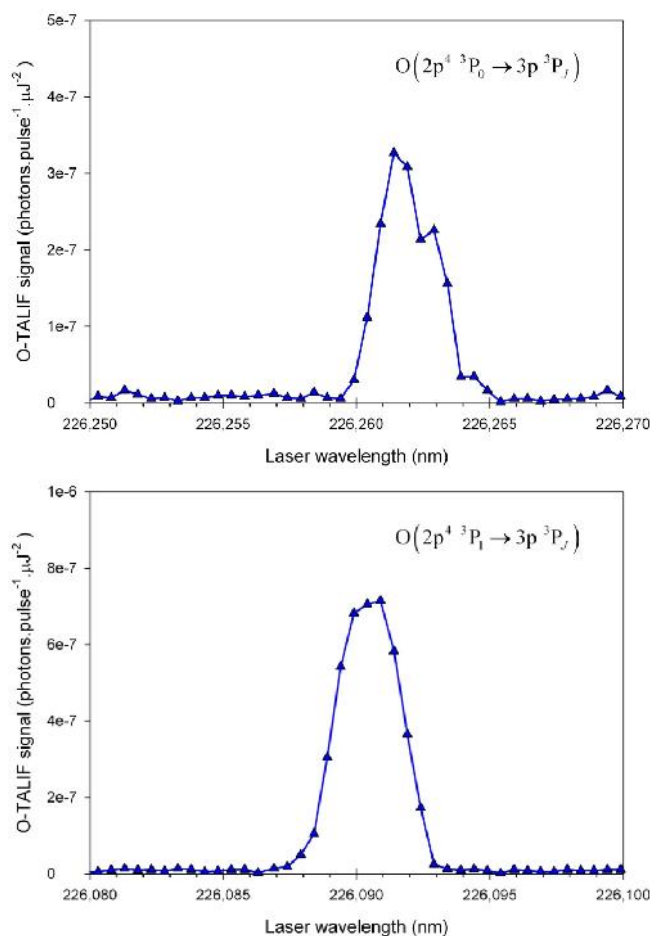 5e-7
O(2p⁴ ³P₀ → 3p ³P_J)
4e-7
3e-7
2e-7
1e-7
0
O-TALIF signal (photons.pulse⁻¹.µJ⁻²)
226,250 226,255 226,260 226,265 226,270
Laser wavelength (nm)
1e-6
O(2p⁴ ³P₁ → 3p ³P_J)
8e-7
6e-7
4e-7
2e-7
0
O-TALIF signal (photons.pulse⁻¹.µJ⁻²)
226,080 226,085 226,090 226,095 226,100
Laser wavelength (nm)